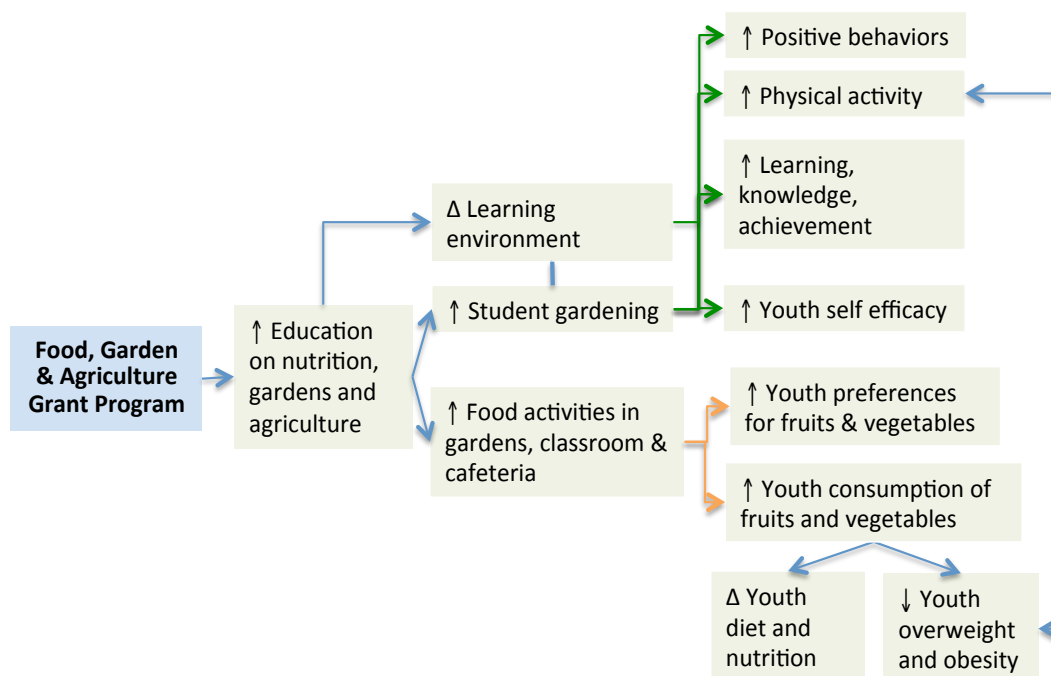 Food, Garden
& Agriculture
Grant Program
↑ Education
on nutrition,
gardens and
agriculture
Δ Learning
environment
↑ Student gardening
↑ Food activities in
gardens, classroom &
cafeteria
↑ Positive behaviors
↑ Physical activity
↑ Learning,
knowledge,
achievement
↑ Youth self efficacy
↑ Youth preferences
for fruits & vegetables
↑ Youth consumption of
fruits and vegetables
Δ Youth
diet and
nutrition
↓ Youth
overweight
and obesity